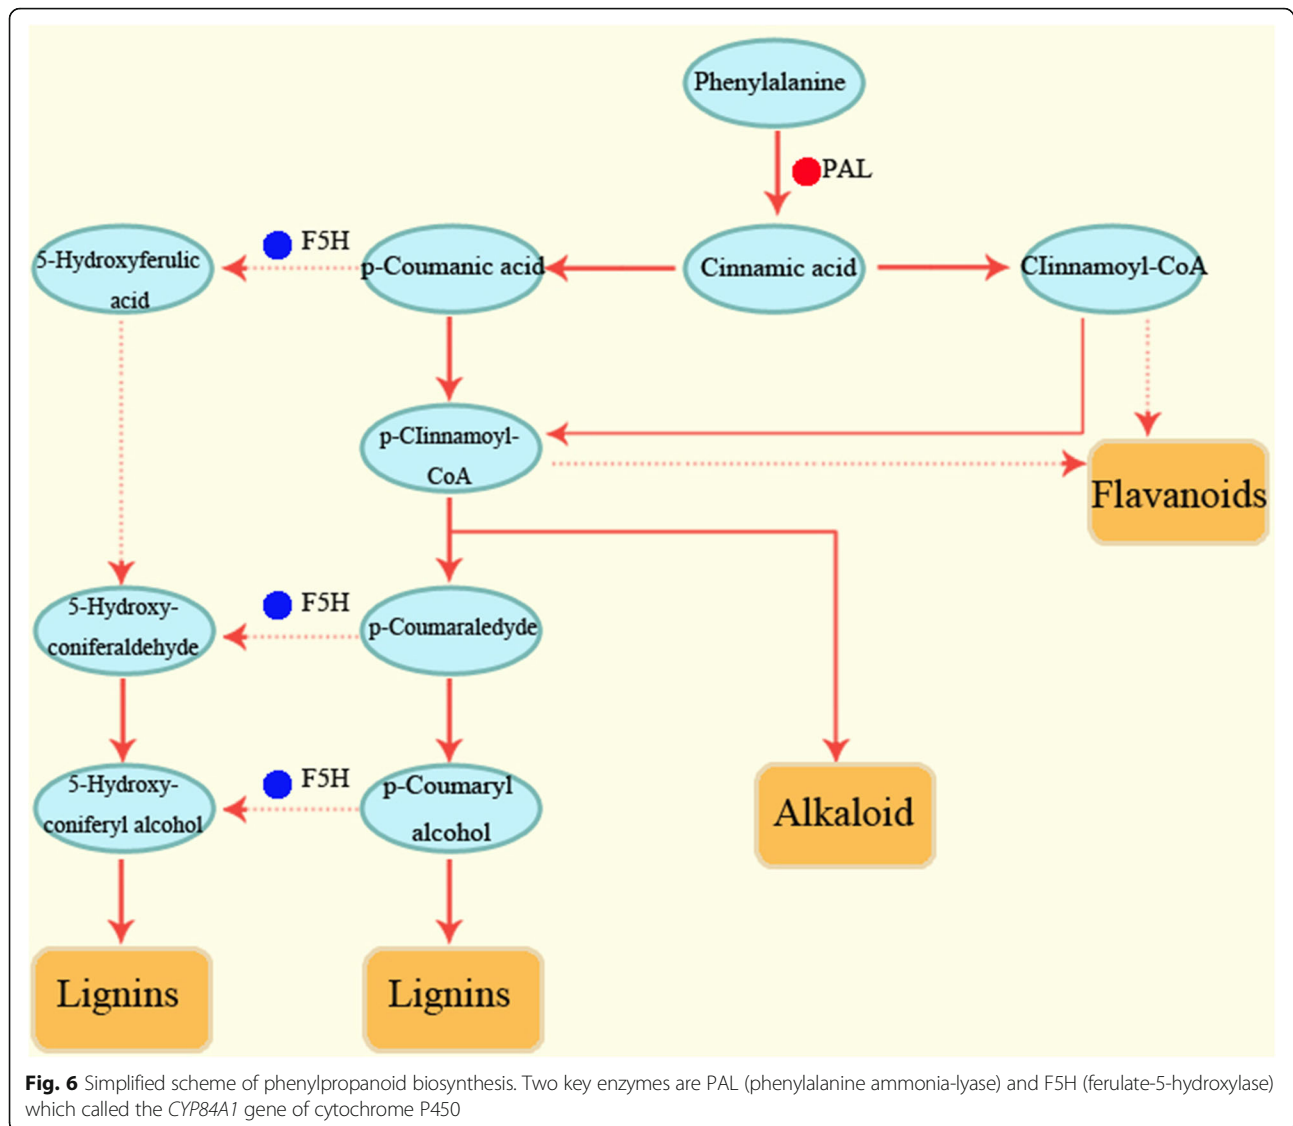 Phenylalanine
PAL
5-Hydroxyferulic
acid
F5H
p-Coumanic acid
Cinnamic acid
CIinnamoyl-CoA
p-CIinnamoyl-
CoA
Flavanoids
5-Hydroxy-
coniferaldehyde
F5H
p-Coumaraledyde
5-Hydroxy-
coniferyl alcohol
F5H
p-Coumaryl
alcohol
Alkaloid
Lignins
Lignins
Fig. 6 Simplified scheme of phenylpropanoid biosynthesis. Two key enzymes are PAL (phenylalanine ammonia-lyase) and F5H (ferulate-5-hydroxylase)
which called the CYP84A1 gene of cytochrome P450